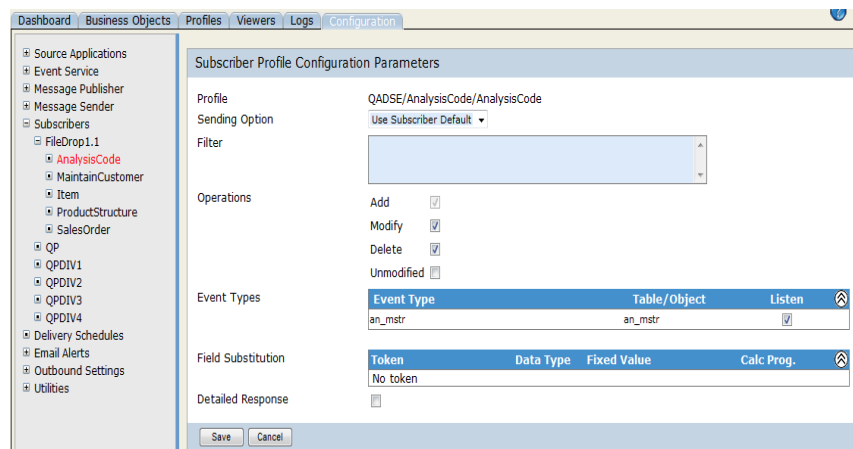 Dashboard Business Objects Profiles Viewers Logs Configuration
Source Applications
Event Service
Message Publisher
Message Sender
Subscribers
FileDrop1.1
AnalysisCode
MaintainCustomer
Item
ProductStructure
SalesOrder
QP
QPDIV1
QPDIV2
QPDIV3
QPDIV4
Delivery Schedules
Email Alerts
Outbound Settings
Utilities
Subscriber Profile Configuration Parameters
Profile QADSE/AnalysisCode/AnalysisCode
Sending Option Use Subscriber Default
Filter
Operations Add
Modify
Delete
Unmodified
Event Types Event Type Table/Object Listen
an_mstr an_mstr
Field Substitution Token Data Type Fixed Value Calc Prog.
No token
Detailed Response
Save Cancel